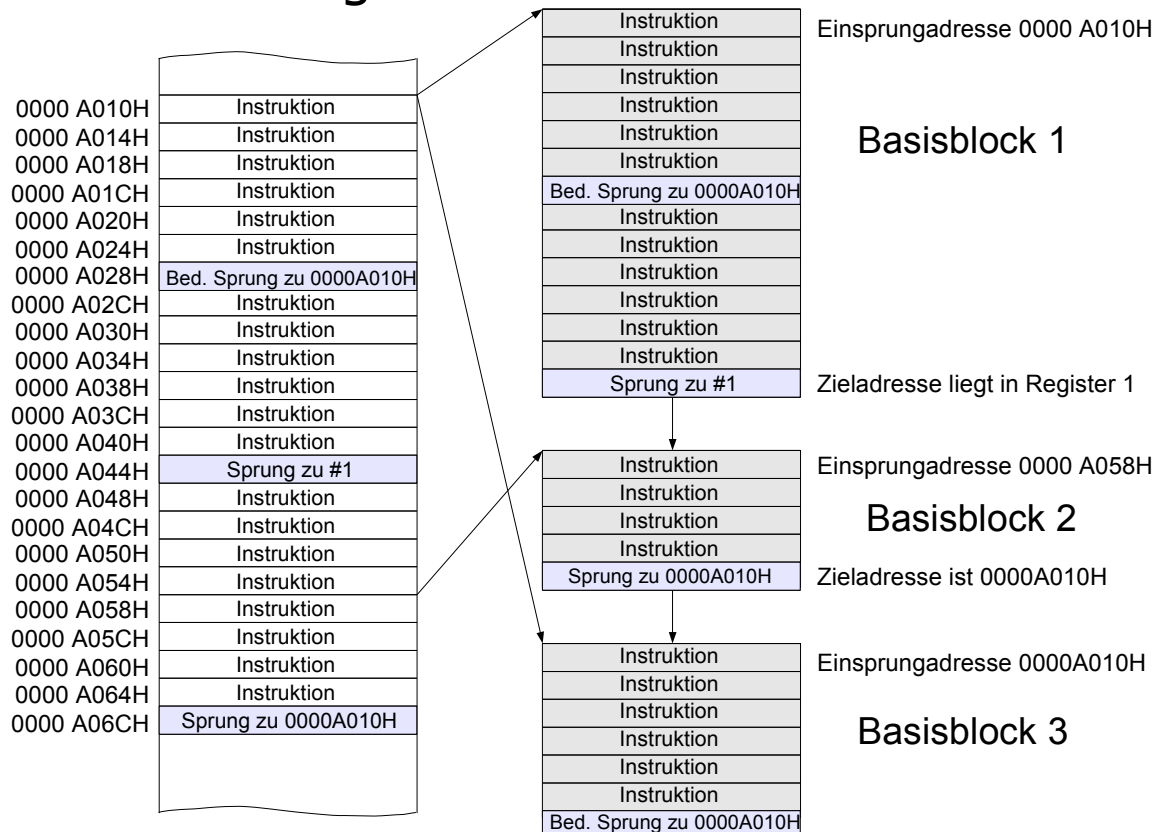 0000 A010H Instruktion
0000 A014H Instruktion
0000 A018H Instruktion
0000 A01CH Instruktion
0000 A020H Instruktion
0000 A024H Instruktion
0000 A028H Bed. Sprung zu 0000A010H
0000 A02CH Instruktion
0000 A030H Instruktion
0000 A034H Instruktion
0000 A038H Instruktion
0000 A03CH Instruktion
0000 A040H Instruktion
0000 A044H Sprung zu #1
0000 A048H Instruktion
0000 A04CH Instruktion
0000 A050H Instruktion
0000 A054H Instruktion
0000 A058H Instruktion
0000 A05CH Instruktion
0000 A060H Instruktion
0000 A064H Instruktion
0000 A06CH Sprung zu 0000A010H
Instruktion Einsprungadresse 0000 A010H
Instruktion
Instruktion
Instruktion
Instruktion Basisblock 1
Instruktion
Bed. Sprung zu 0000A010H
Instruktion
Instruktion
Instruktion
Instruktion
Instruktion
Instruktion
Sprung zu #1 Zieladresse liegt in Register 1
Instruktion Einsprungadresse 0000 A058H
Instruktion
Instruktion Basisblock 2
Instruktion
Sprung zu 0000A010H Zieladresse ist 0000A010H
Instruktion Einsprungadresse 0000A010H
Instruktion
Instruktion
Instruktion Basisblock 3
Instruktion
Instruktion
Bed. Sprung zu 0000A010H